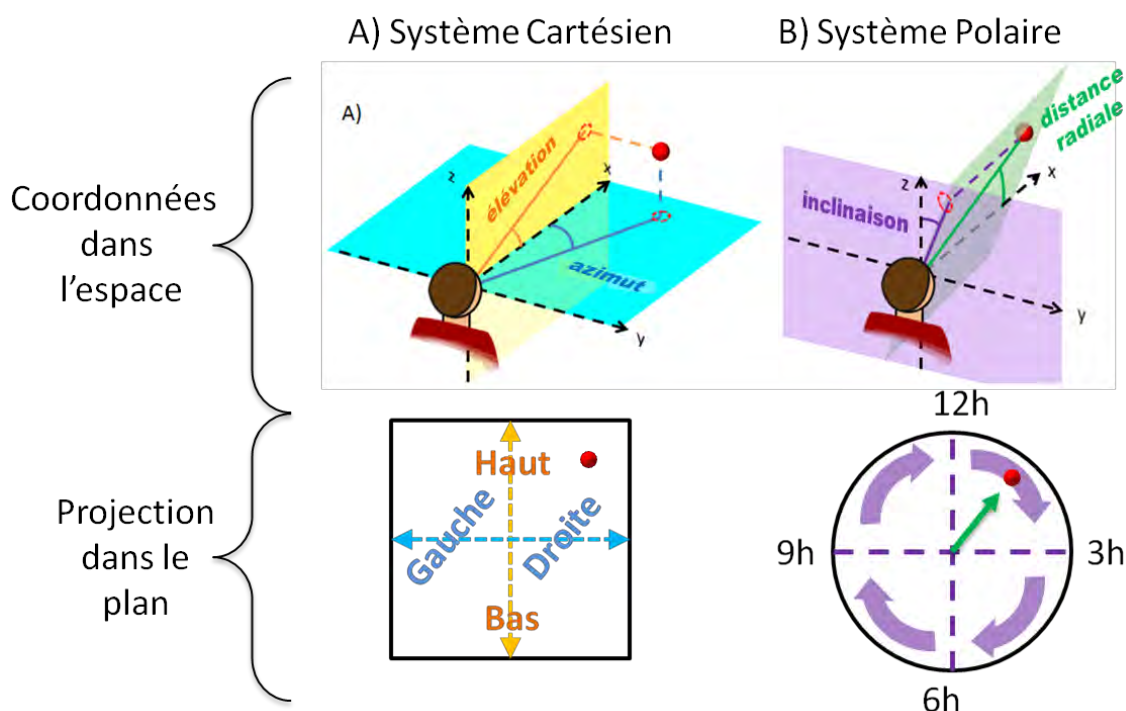 A) Système Cartésien
B) Système Polaire
Coordonnées
dans
l’espace
A)
z
x
y
élévation
azimut
z
x
y
inclinaison
distance
radiale
Projection
dans le
plan
Haut
Gauche
Droite
Bas
12h
9h
3h
6h